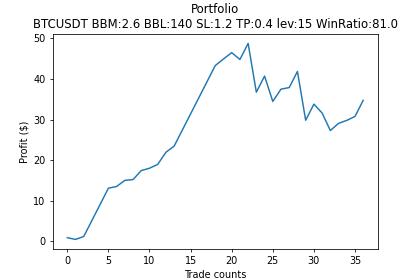 Portfolio
BTCUSDT BBM:2.6 BBL:140 SL:1.2 TP:0.4 lev:15 WinRatio:81.0
50
40
30
20
10
0
Profit ($)
0 5 10 15 20 25 30 35
Trade counts